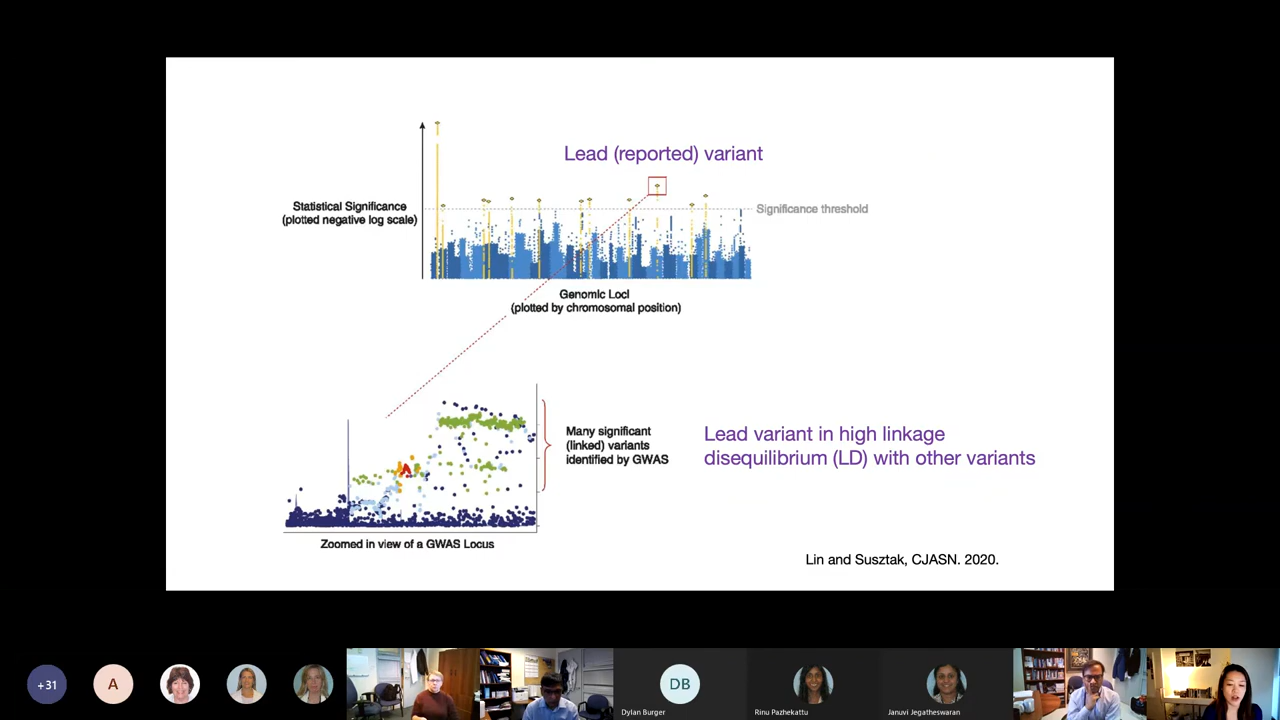 Lead (reported) variant
Statistical Significance
(plotted negative log scale)
Significance threshold
Genomic Loci
(plotted by chromosomal position)
Many significant
(linked) variants
identified by GWAS
Lead variant in high linkage
disequilibrium (LD) with other variants
Zoomed in view of a GWAS Locus
Lin and Susztak, CJASN. 2020.
+31
A
DB
Dylan Burger
Rinu Pazhekattu
Januvi Jegatheswaran